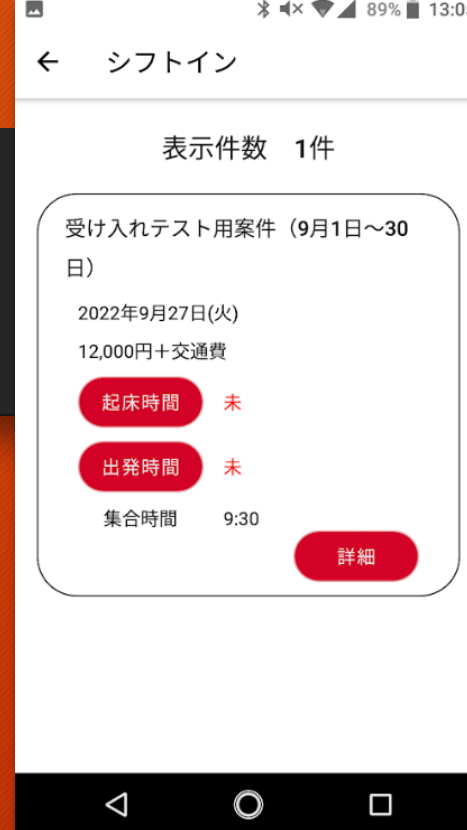 89% 13:0
シフトイン
表示件数 1件
受け入れテスト用案件（9月1日〜30
日）
2022年9月27日(火)
12,000円＋交通費
起床時間 未
出発時間 未
集合時間 9:30
詳細